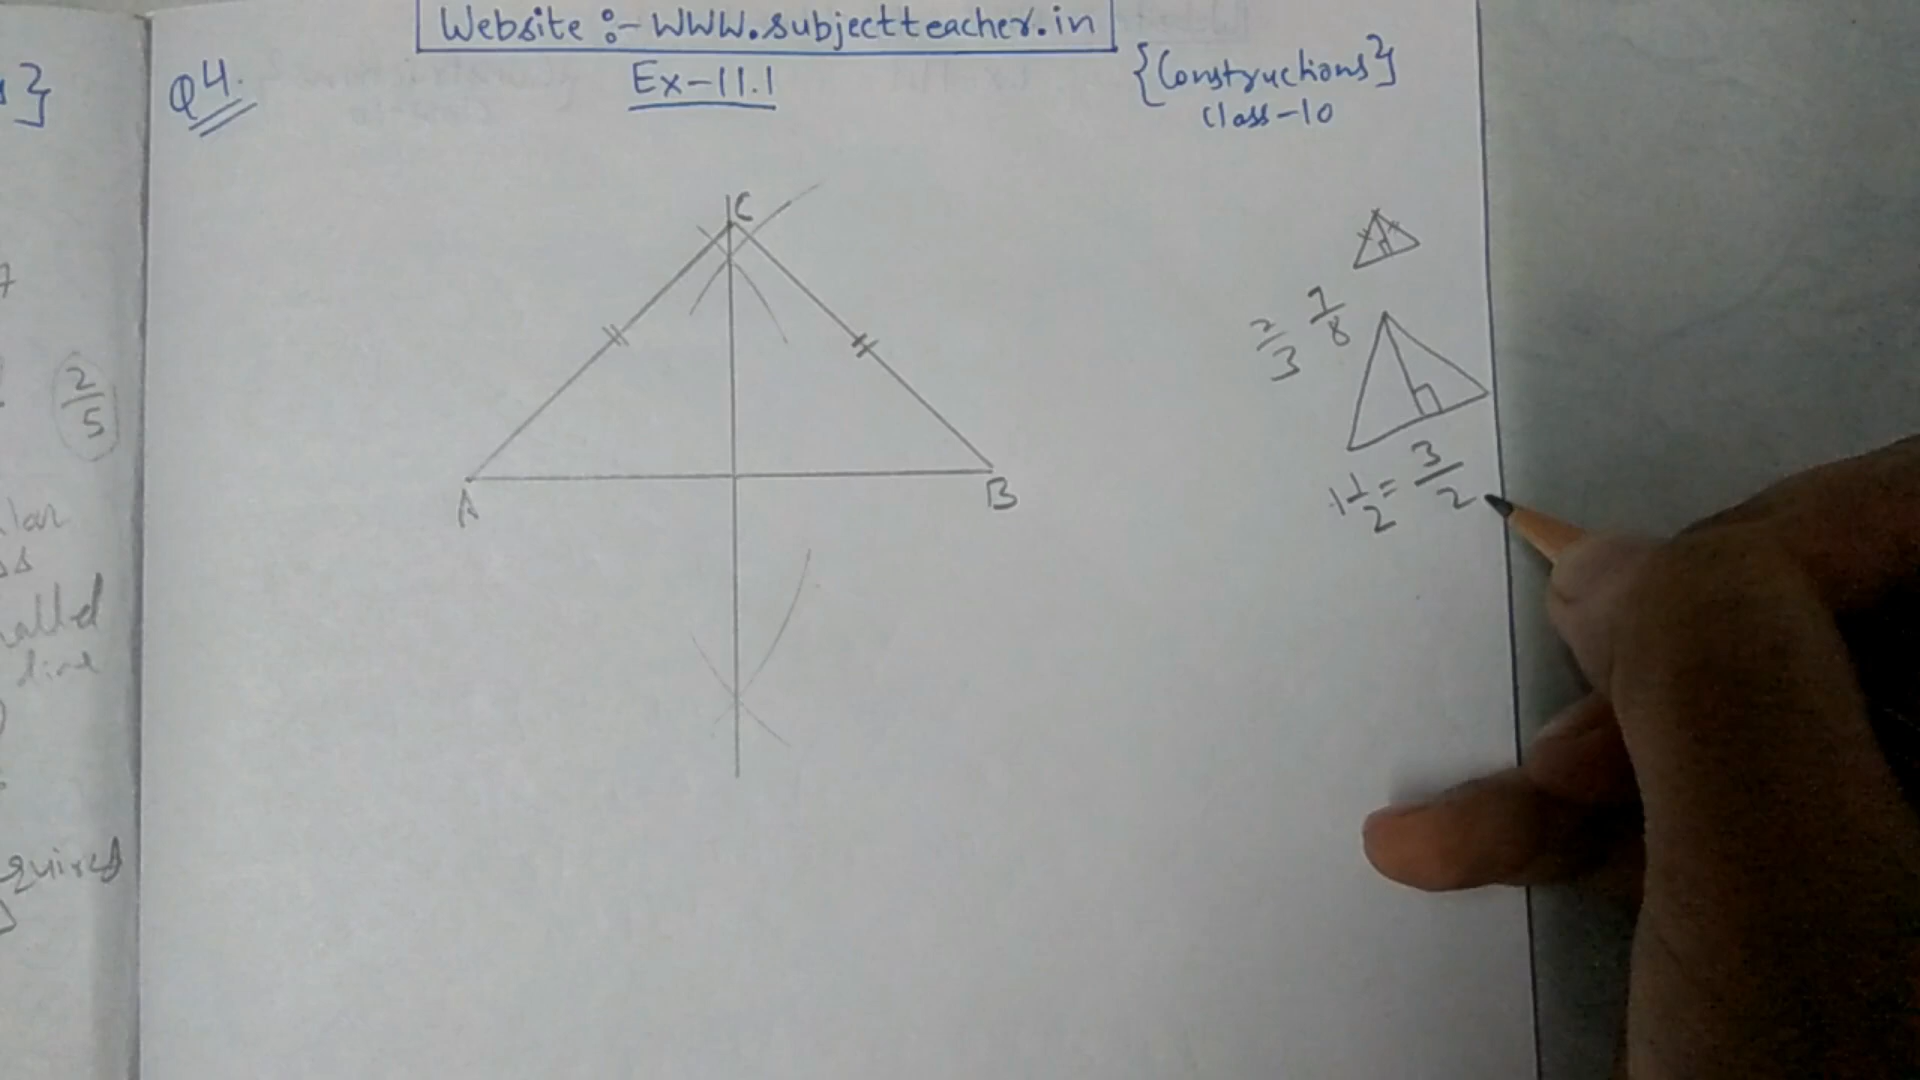 Website :- WWW.subjectteacher.in
Q4.
Ex-11.1
{Constructions}
Class-10
C
A
B
2/3 7/8
1 1/2 = 3/2
2/5
line